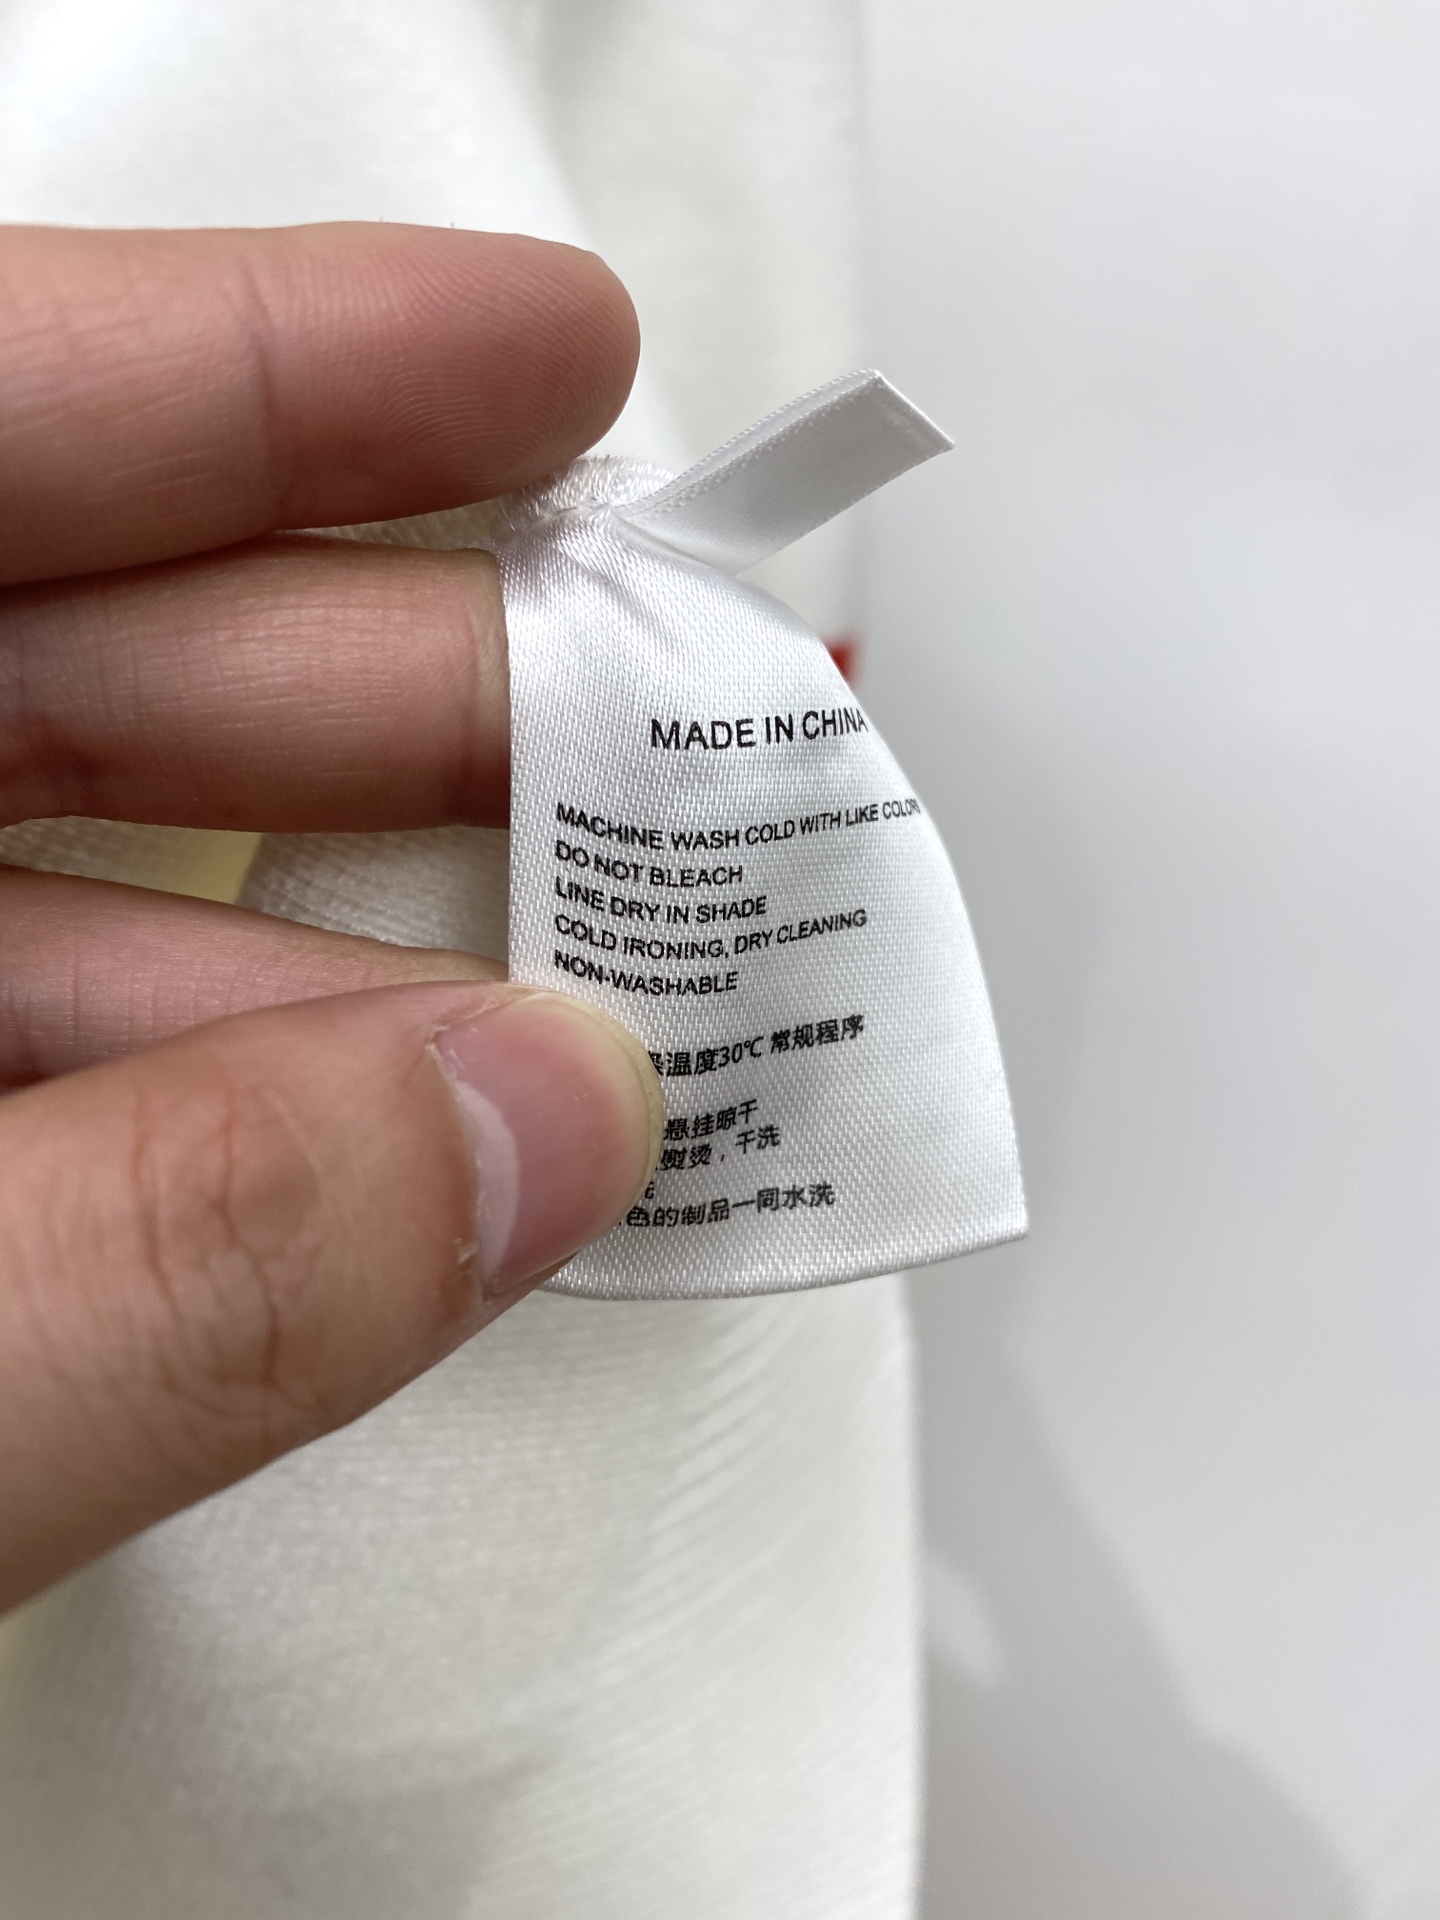 MADE IN CHINA
MACHINE WASH COLD WITH LIKE COLORS
DO NOT BLEACH
LINE DRY IN SHADE
COLD IRONING, DRY CLEANING
NON-WASHABLE
温度30℃ 常规程序
悬挂晾干
熨烫，干洗
色的制品一同水洗